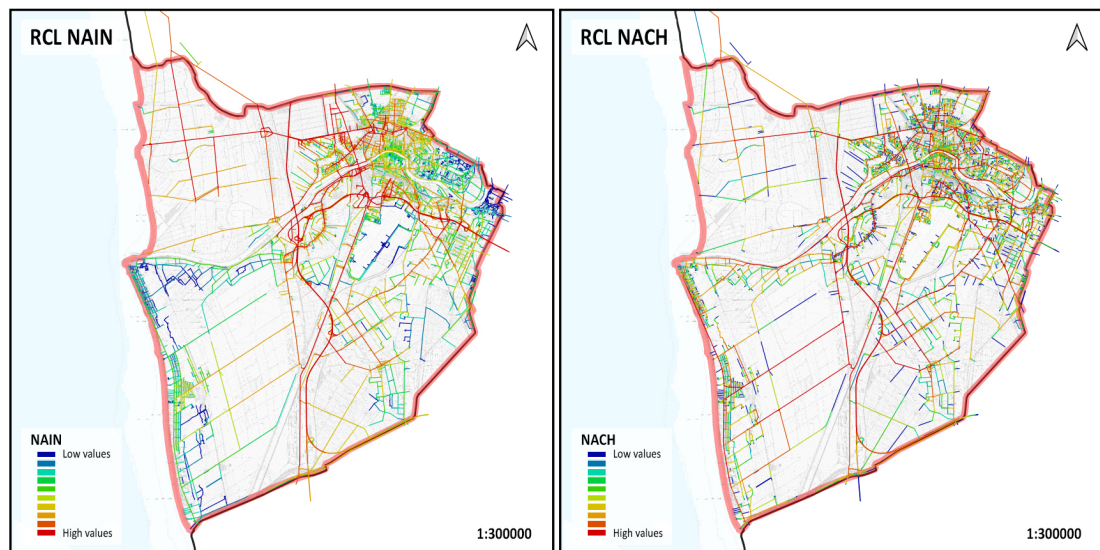 RCL NAIN
NAIN
Low values
High values
1:300000
RCL NACH
NACH
Low values
High values
1:300000